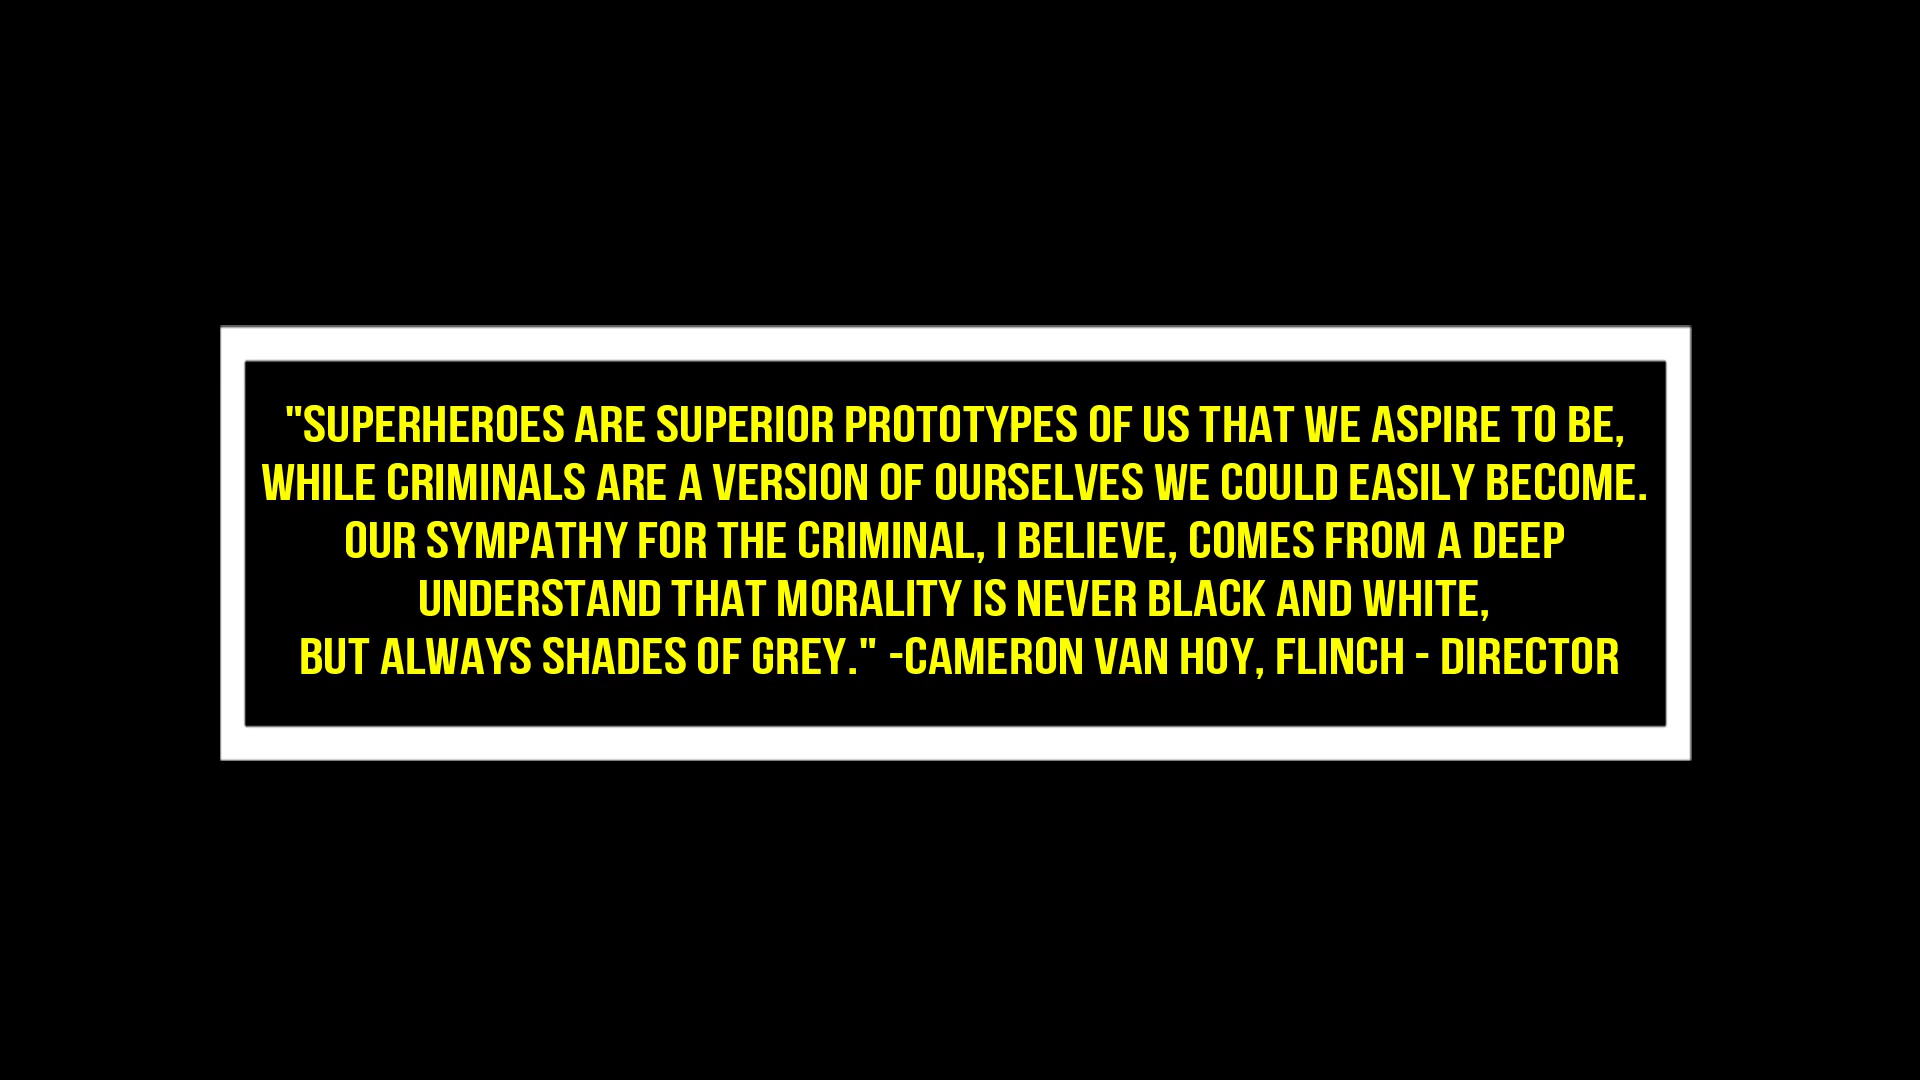 "SUPERHEROES ARE SUPERIOR PROTOTYPES OF US THAT WE ASPIRE TO BE,
WHILE CRIMINALS ARE A VERSION OF OURSELVES WE COULD EASILY BECOME.
OUR SYMPATHY FOR THE CRIMINAL, I BELIEVE, COMES FROM A DEEP
UNDERSTAND THAT MORALITY IS NEVER BLACK AND WHITE,
BUT ALWAYS SHADES OF GREY." -CAMERON VAN HOY, FLINCH - DIRECTOR